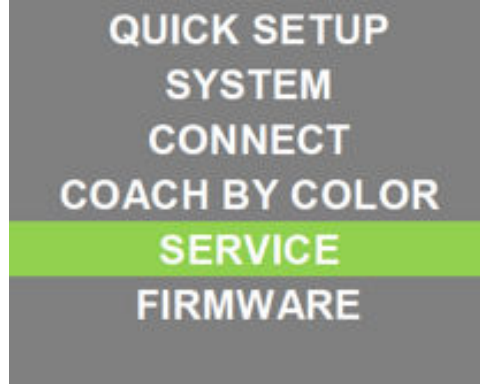 QUICK SETUP
SYSTEM
CONNECT
COACH BY COLOR
SERVICE
FIRMWARE